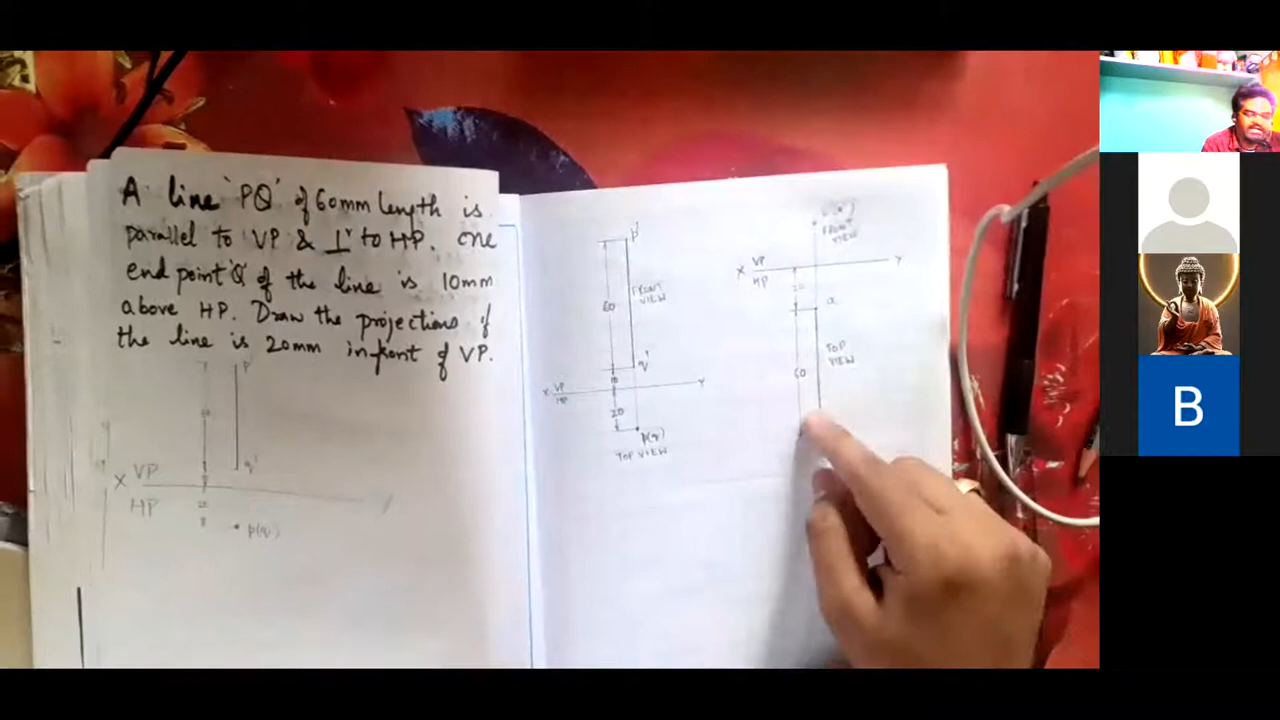 A line 'PQ' of 60mm length is
parallel to VP & ⊥r to HP. One
end point 'Q' of the line is 10mm
above HP. Draw the projections if
the line is 20mm infront of VP.
p'
q'
X VP
HP
Y
p(q)
p'
60
FRONT
VIEW
q'
10
X VP
HP
Y
20
p(q)
TOP VIEW
FRONT
VIEW
X VP
HP
Y
20
a
60
TOP
VIEW
B